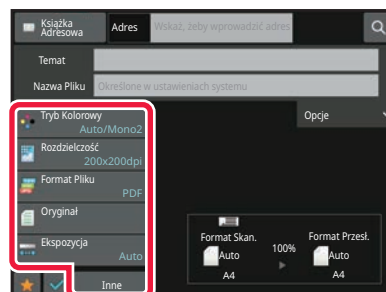 Książka Adresowa
Adres
Wskaż, żeby wprowadzić adres
Temat
Nazwa Pliku
Określone w ustawieniach systemu
Tryb Kolorowy
Auto/Mono2
Opcje
Rozdzielczość
200x200dpi
Format Pliku
PDF
Oryginał
Ekspozycja
Auto
Inne
Format Skan.
Auto
A4
100%
Format Przesł.
Auto
A4